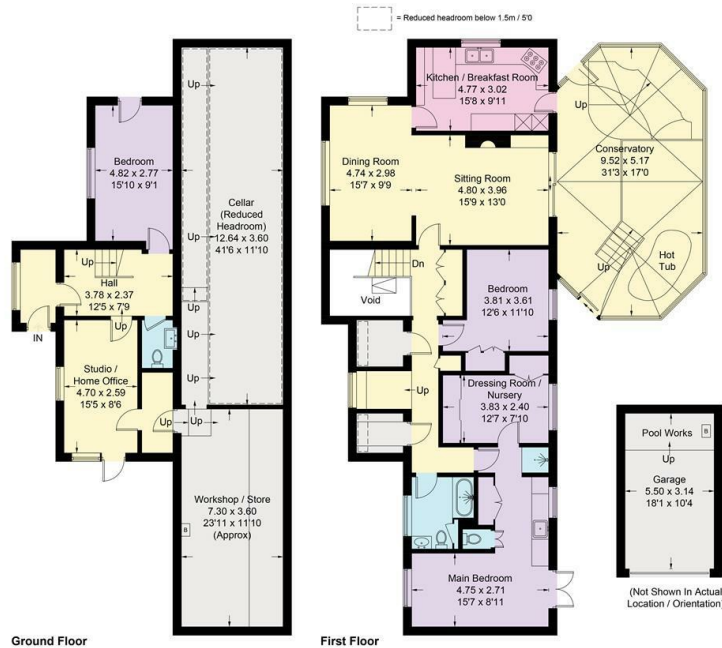 = Reduced headroom below 1.5m / 5'0
Up
Bedroom
4.82 x 2.77
15'10 x 9'1
Cellar
(Reduced
Headroom)
12.64 x 3.60
41'6 x 11'10
Up
Up
Hall
3.78 x 2.37
12'5 x 7'9
IN
Up
Up
Up
Studio /
Home Office
4.70 x 2.59
15'5 x 8'6
Up
Up
Up
Workshop / Store
7.30 x 3.60
23'11 x 11'10
(Approx)
B
Ground Floor
Kitchen / Breakfast Room
4.77 x 3.02
15'8 x 9'11
Up
Conservatory
9.52 x 5.17
31'3 x 17'0
Dining Room
4.74 x 2.98
15'7 x 9'9
Sitting Room
4.80 x 3.96
15'9 x 13'0
Up
Hot
Tub
Dn
Void
Bedroom
3.81 x 3.61
12'6 x 11'10
Up
Dressing Room /
Nursery
3.83 x 2.40
12'7 x 7'10
Main Bedroom
4.75 x 2.71
15'7 x 8'11
First Floor
Pool Works
B
Up
Garage
5.50 x 3.14
18'1 x 10'4
(Not Shown In Actual
Location / Orientation)